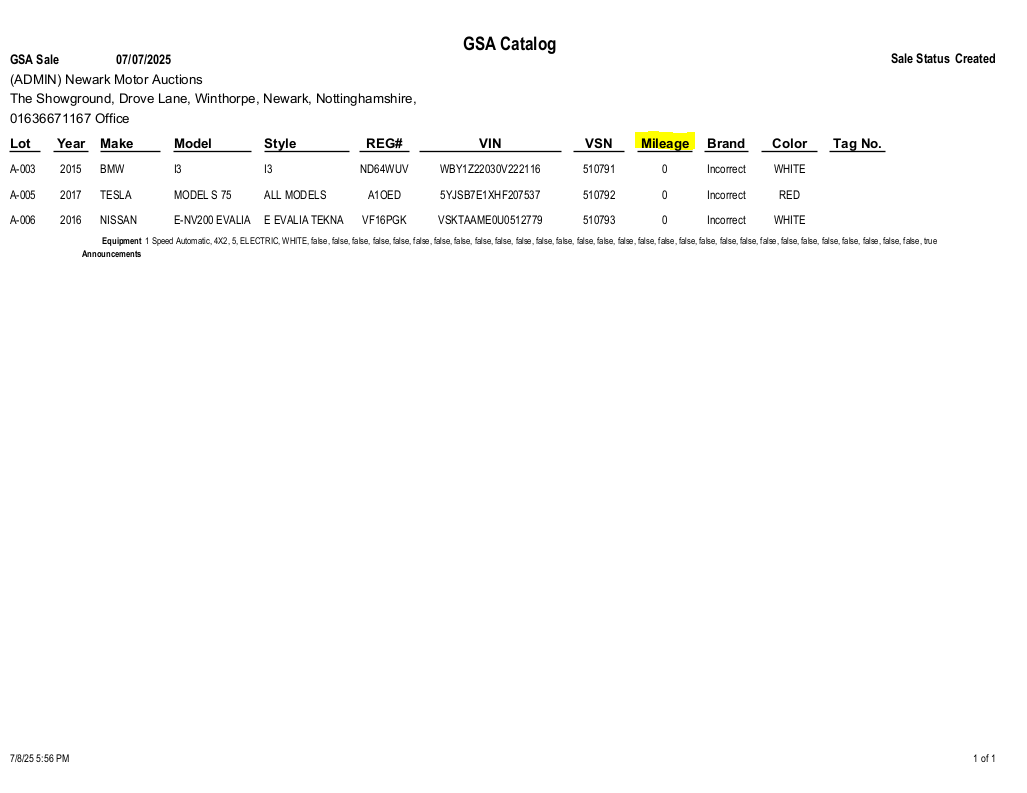 GSA Catalog
GSA Sale 07/07/2025 Sale Status Created
(ADMIN) Newark Motor Auctions
The Showground, Drove Lane, Winthorpe, Newark, Nottinghamshire,
01636671167 Office
Lot Year Make Model Style REG# VIN VSN Mileage Brand Color Tag No.
A-003 2015 BMW I3 I3 ND64WUV WBY1Z22030V222116 510791 0 Incorrect WHITE
A-005 2017 TESLA MODEL S 75 ALL MODELS A1OED 5YJSB7E1XHF207537 510792 0 Incorrect RED
A-006 2016 NISSAN E-NV200 EVALIA E EVALIA TEKNA VF16PGK VSKTAAME0U0512779 510793 0 Incorrect WHITE
Equipment 1 Speed Automatic, 4X2, 5, ELECTRIC, WHITE, false, false, false, false, false, false, false, false, false, false, false, false, false, false, false, false, false, false, false, false, false, false, false, false, false, false, false, false, false, false, true
Announcements
7/8/25 5:56 PM 1 of 1